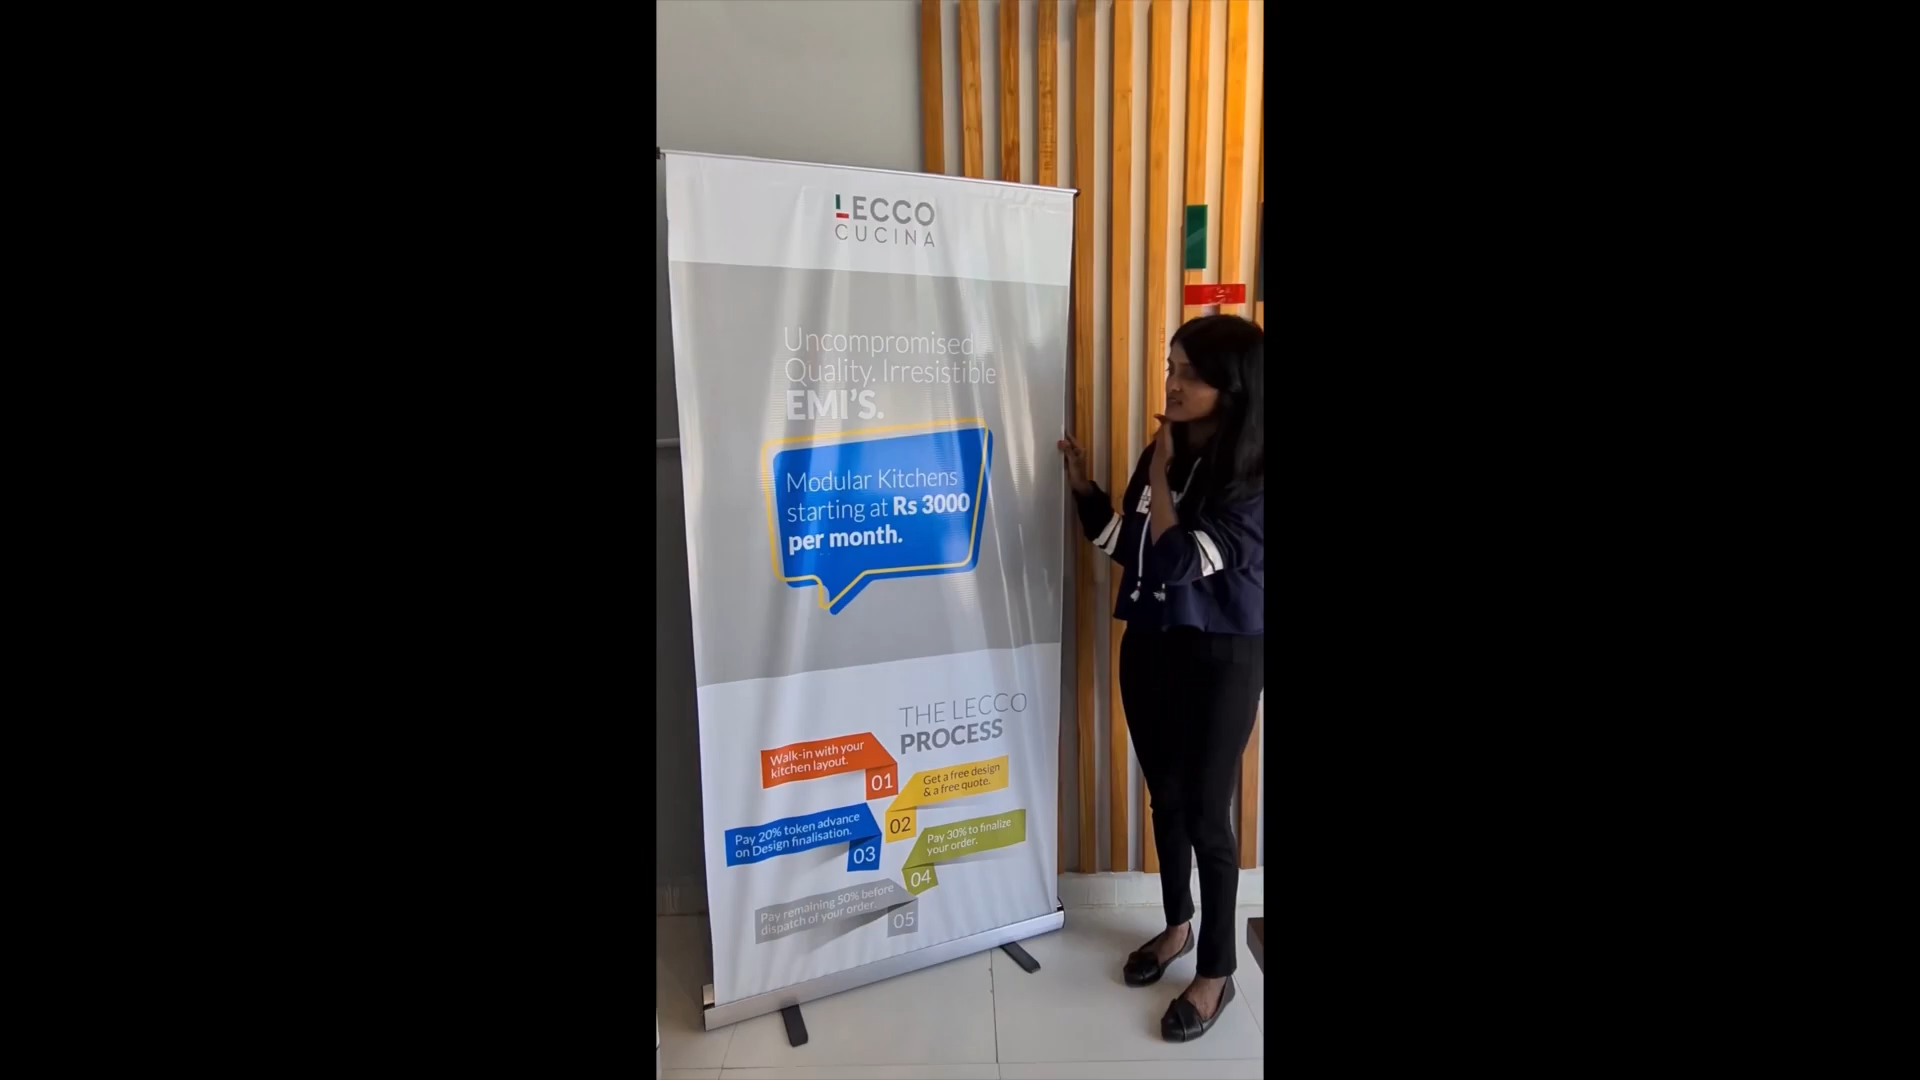 LECCO
CUCINA
Uncompromised
Quality. Irresistible
EMI'S.
Modular Kitchens
starting at Rs 3000
per month.
THE LECCO
PROCESS
Walk-in with your
kitchen layout.
01
Get a free design
& a free quote.
02
Pay 20% token advance
on Design finalisation.
03
Pay 30% to finalize
your order.
04
Pay remaining 50% before
dispatch of your order.
05